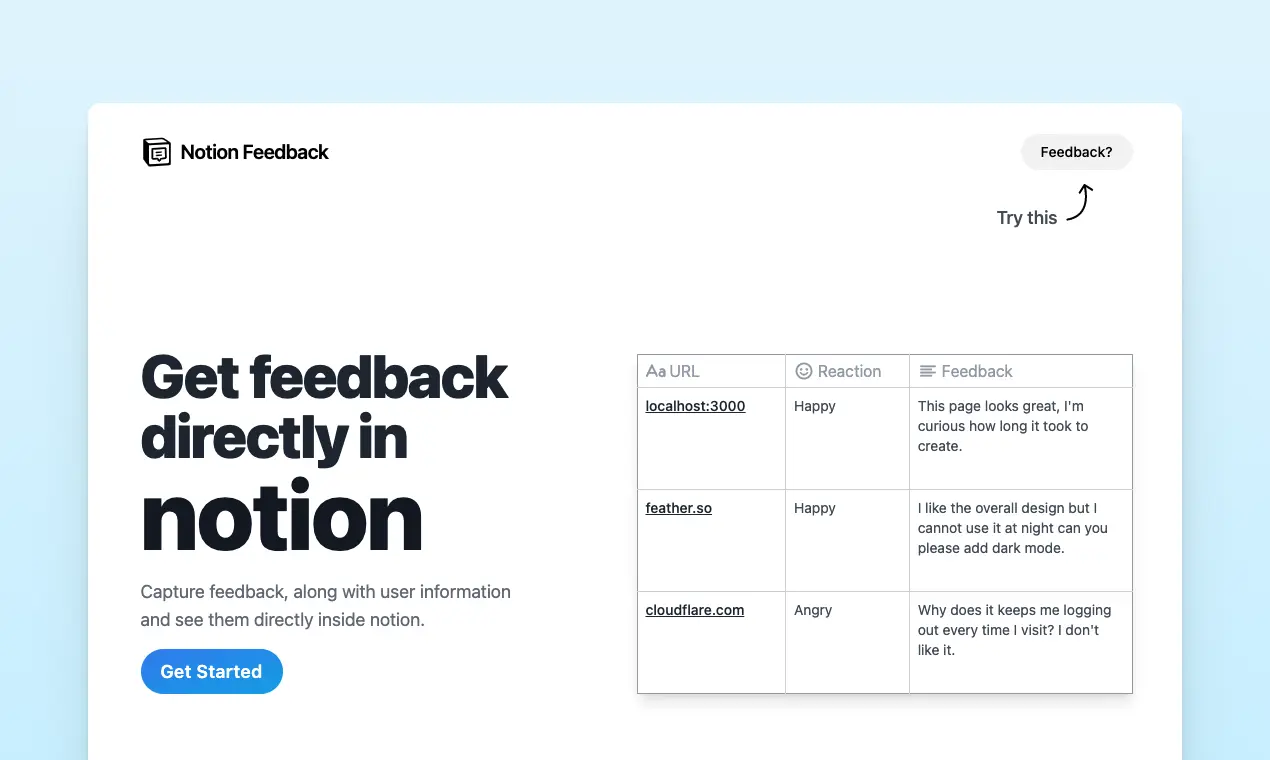 Notion Feedback
Feedback?
Try this
Get feedback
directly in
notion
Capture feedback, along with user information
and see them directly inside notion.
Get Started
Aa URL
Reaction
Feedback
localhost:3000
Happy
This page looks great, I'm
curious how long it took to
create.
feather.so
Happy
I like the overall design but I
cannot use it at night can you
please add dark mode.
cloudflare.com
Angry
Why does it keeps me logging
out every time I visit? I don't
like it.